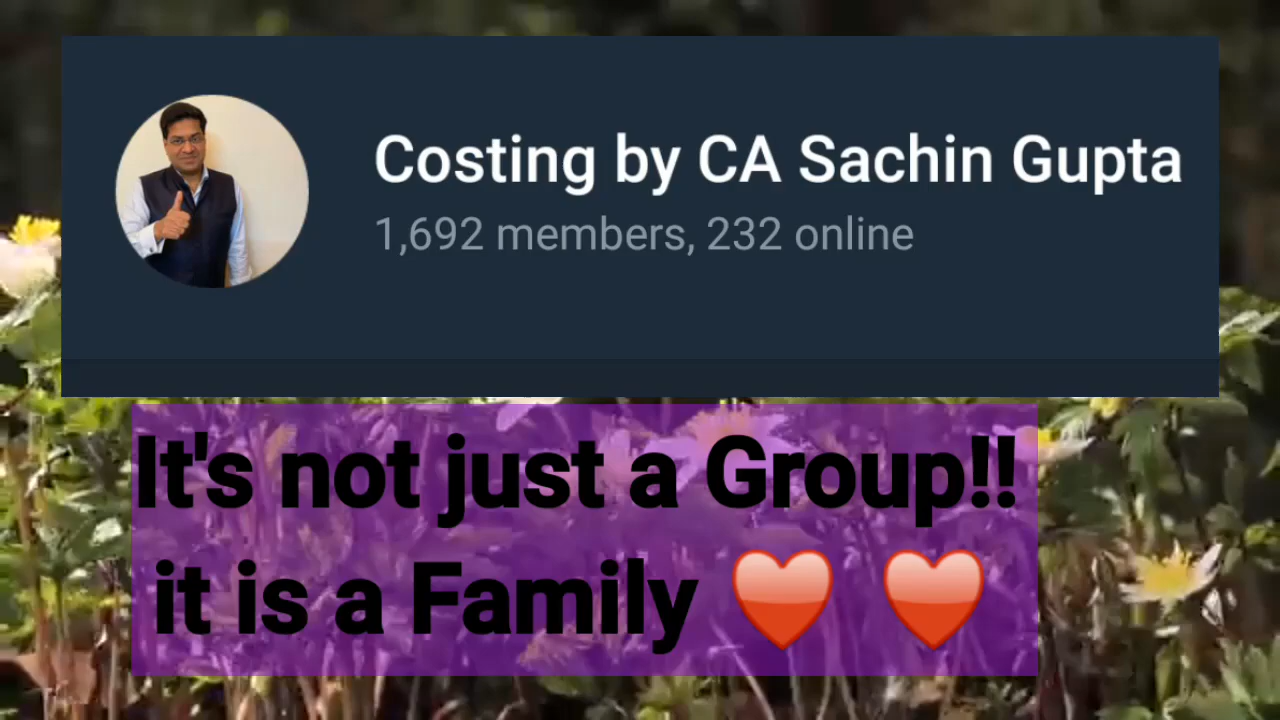 Costing by CA Sachin Gupta
1,692 members, 232 online
It's not just a Group!!
it is a Family ♥️ ♥️